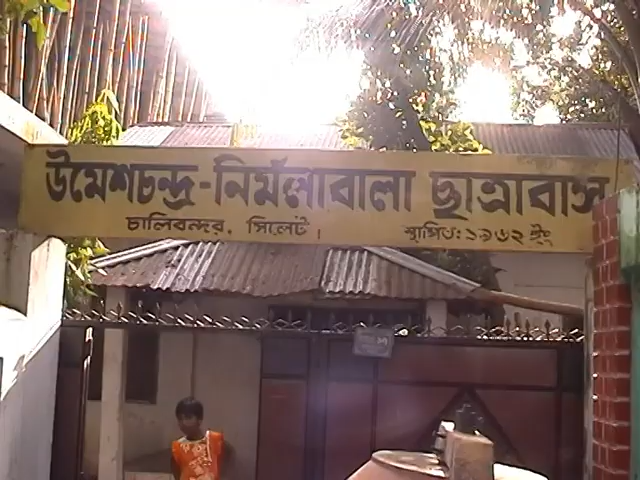 উমেশচন্দ্র-নির্মলাবালা ছাত্রাবাস
চালিবন্দর, সিলেট। স্থাপিত: ১৯৬২ ইং